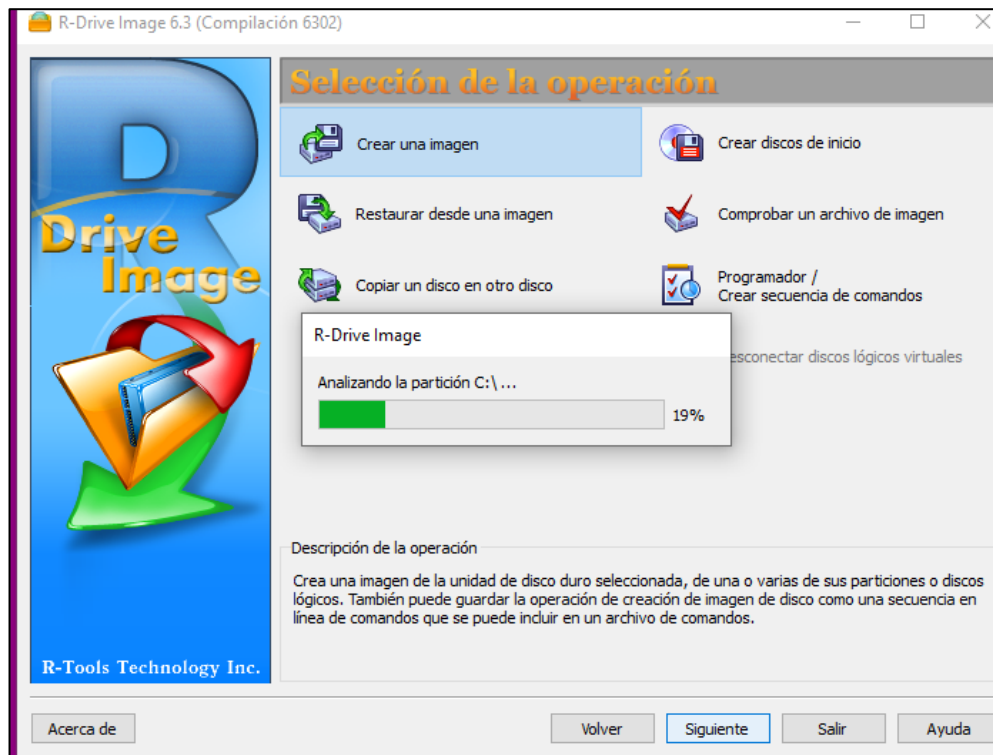 R-Drive Image 6.3 (Compilación 6302)
Selección de la operación
R
Drive
Image
R-Tools Technology Inc.
Crear una imagen
Crear discos de inicio
Restaurar desde una imagen
Comprobar un archivo de imagen
Copiar un disco en otro disco
Programador /
Crear secuencia de comandos
esconectar discos lógicos virtuales
R-Drive Image
Analizando la partición C:\ ...
19%
Descripción de la operación
Crea una imagen de la unidad de disco duro seleccionada, de una o varias de sus particiones o discos
lógicos. También puede guardar la operación de creación de imagen de disco como una secuencia en
línea de comandos que se puede incluir en un archivo de comandos.
Acerca de
Volver
Siguiente
Salir
Ayuda